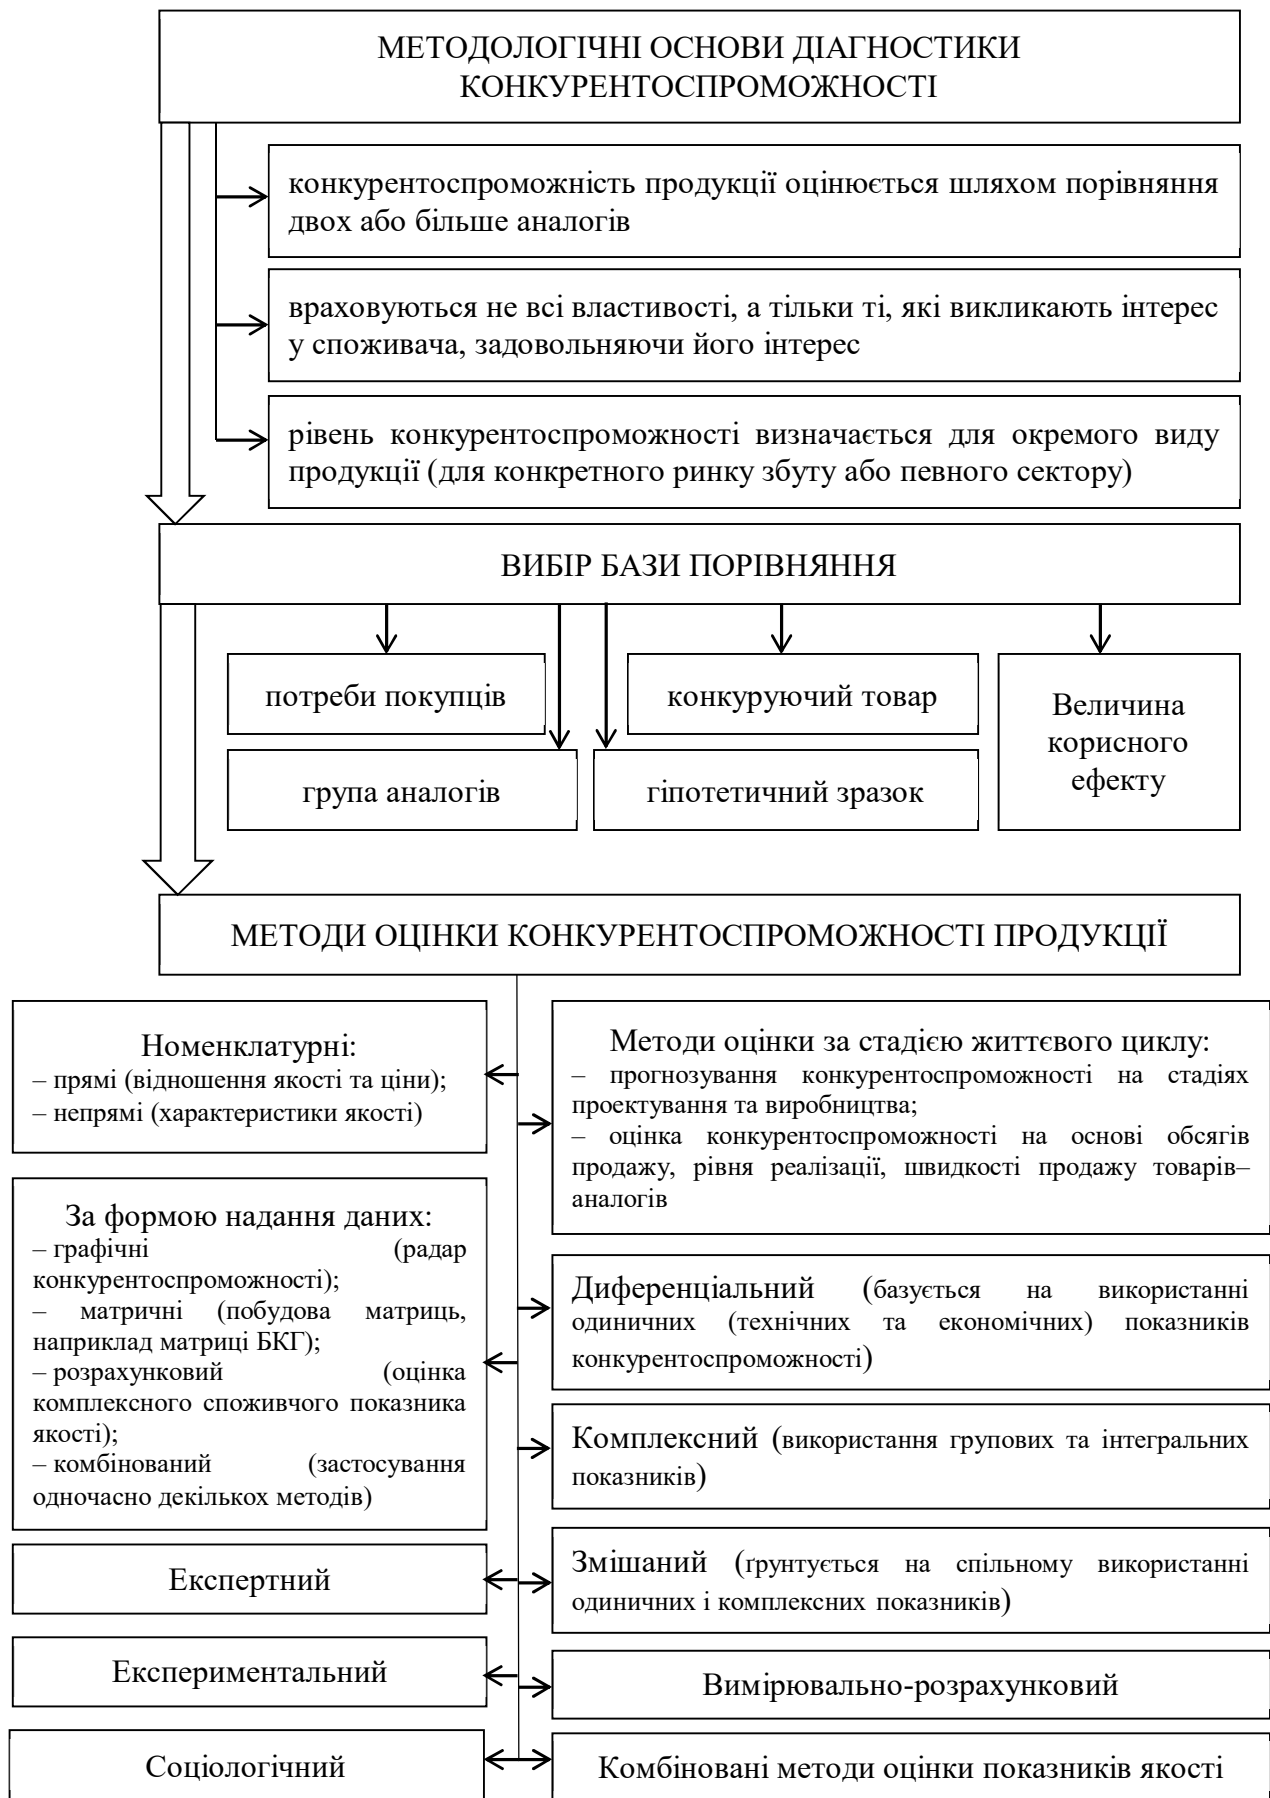 МЕТОДОЛОГІЧНІ ОСНОВИ ДІАГНОСТИКИ
КОНКУРЕНТОСПРОМОЖНОСТІ
конкурентоспроможність продукції оцінюється шляхом порівняння
двох або більше аналогів
враховуються не всі властивості, а тільки ті, які викликають інтерес
у споживача, задовольняючи його інтерес
рівень конкурентоспроможності визначається для окремого виду
продукції (для конкретного ринку збуту або певного сектору)
ВИБІР БАЗИ ПОРІВНЯННЯ
потреби покупців
конкуруючий товар
Величина
корисного
ефекту
група аналогів
гіпотетичний зразок
МЕТОДИ ОЦІНКИ КОНКУРЕНТОСПРОМОЖНОСТІ ПРОДУКЦІЇ
Номенклатурні:
– прямі (відношення якості та ціни);
– непрямі (характеристики якості)
За формою надання даних:
– графічні (радар
конкурентоспроможності);
– матричні (побудова матриць,
наприклад матриці БКГ);
– розрахунковий (оцінка
комплексного споживчого показника
якості);
– комбінований (застосування
одночасно декількох методів)
Експертний
Експериментальний
Соціологічний
Методи оцінки за стадією життєвого циклу:
– прогнозування конкурентоспроможності на стадіях
проектування та виробництва;
– оцінка конкурентоспроможності на основі обсягів
продажу, рівня реалізації, швидкості продажу товарів–
аналогів
Диференціальний (базується на використанні
одиничних (технічних та економічних) показників
конкурентоспроможності)
Комплексний (використання групових та інтегральних
показників)
Змішаний (ґрунтується на спільному використанні
одиничних і комплексних показників)
Вимірювально-розрахунковий
Комбіновані методи оцінки показників якості